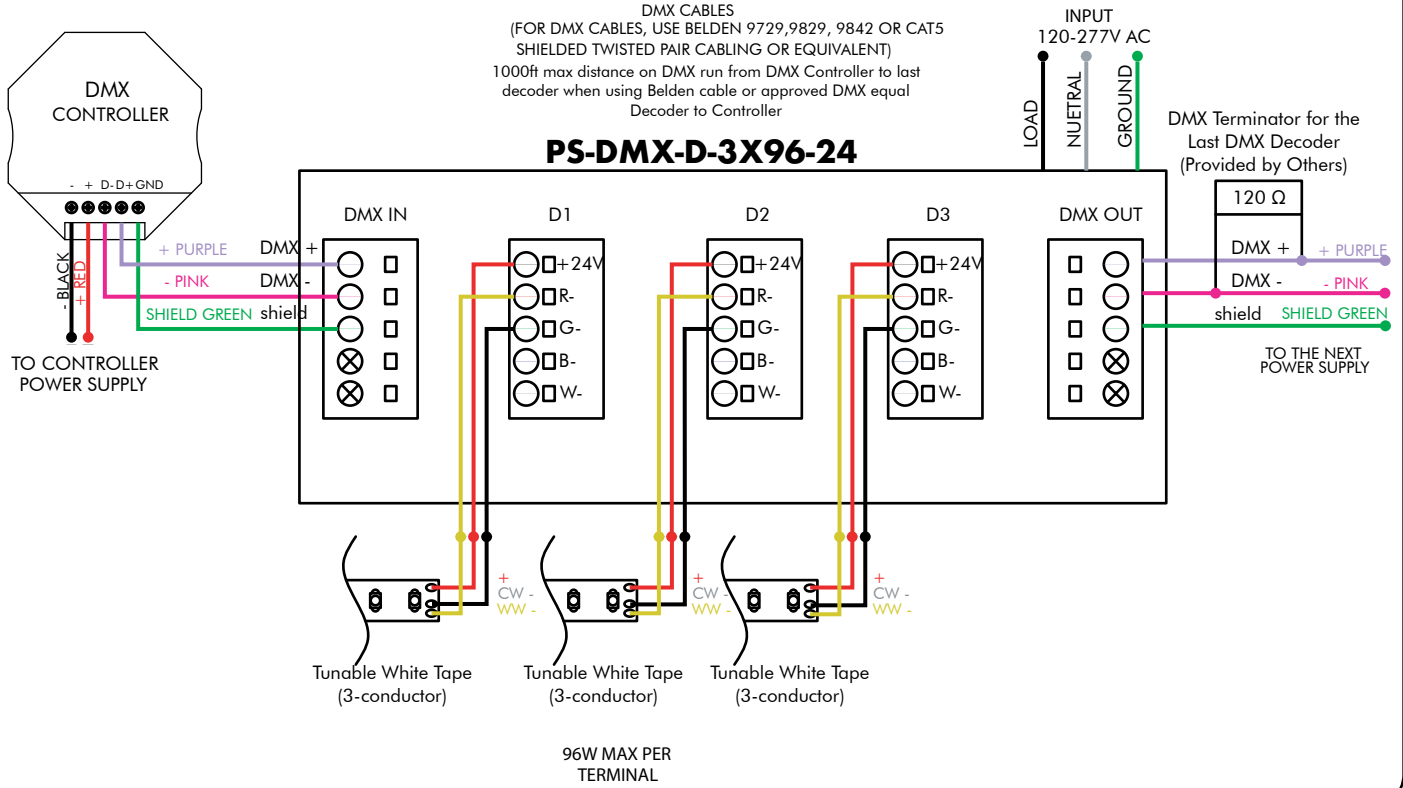 DMX CABLES
(FOR DMX CABLES, USE BELDEN 9729,9829, 9842 OR CAT5
SHIELDED TWISTED PAIR CABLING OR EQUIVALENT)
1000ft max distance on DMX run from DMX Controller to last
decoder when using Belden cable or approved DMX equal
Decoder to Controller
INPUT
120-277V AC
LOAD
NUETRAL
GROUND
DMX
CONTROLLER
- + D- D+ GND
- BLACK
+ RED
TO CONTROLLER
POWER SUPPLY
+ PURPLE
- PINK
SHIELD GREEN
DMX +
DMX -
shield
PS-DMX-D-3X96-24
DMX IN
D1
+24V
R-
G-
B-
W-
D2
+24V
R-
G-
B-
W-
D3
+24V
R-
G-
B-
W-
DMX OUT
DMX Terminator for the
Last DMX Decoder
(Provided by Others)
120 Ω
DMX +
+ PURPLE
DMX -
- PINK
shield
SHIELD GREEN
TO THE NEXT
POWER SUPPLY
+
CW -
WW -
Tunable White Tape
(3-conductor)
+
CW -
WW -
Tunable White Tape
(3-conductor)
+
CW -
WW -
Tunable White Tape
(3-conductor)
96W MAX PER
TERMINAL